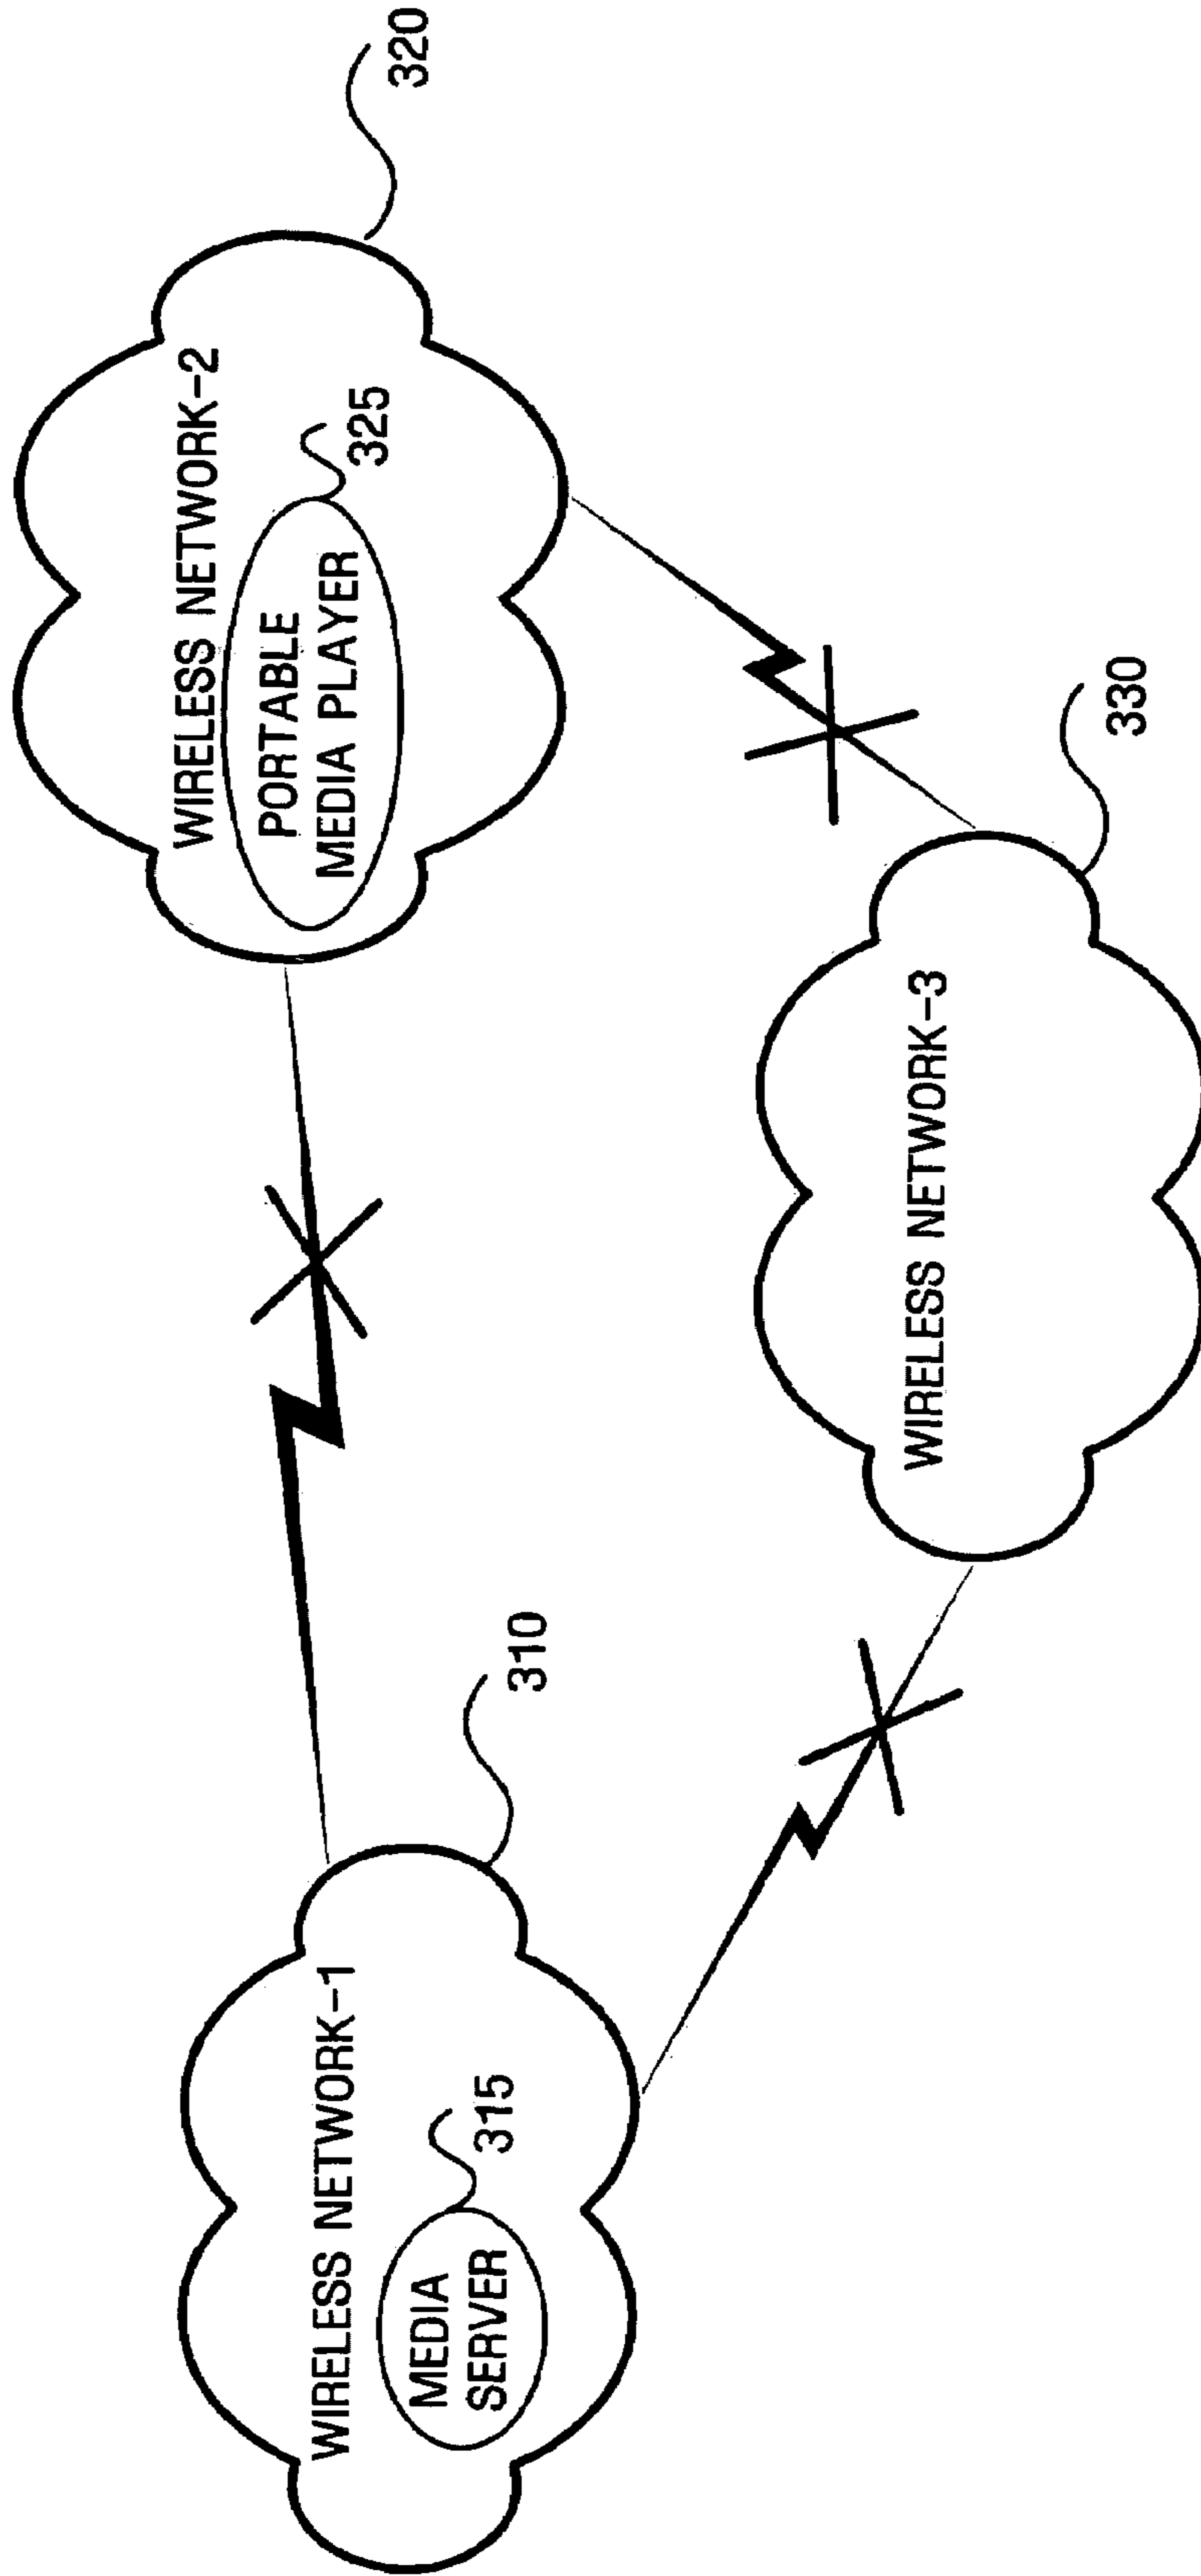 WIRELESS NETWORK-1
MEDIA
SERVER
315
310
WIRELESS NETWORK-2
PORTABLE
MEDIA PLAYER
325
320
WIRELESS NETWORK-3
330